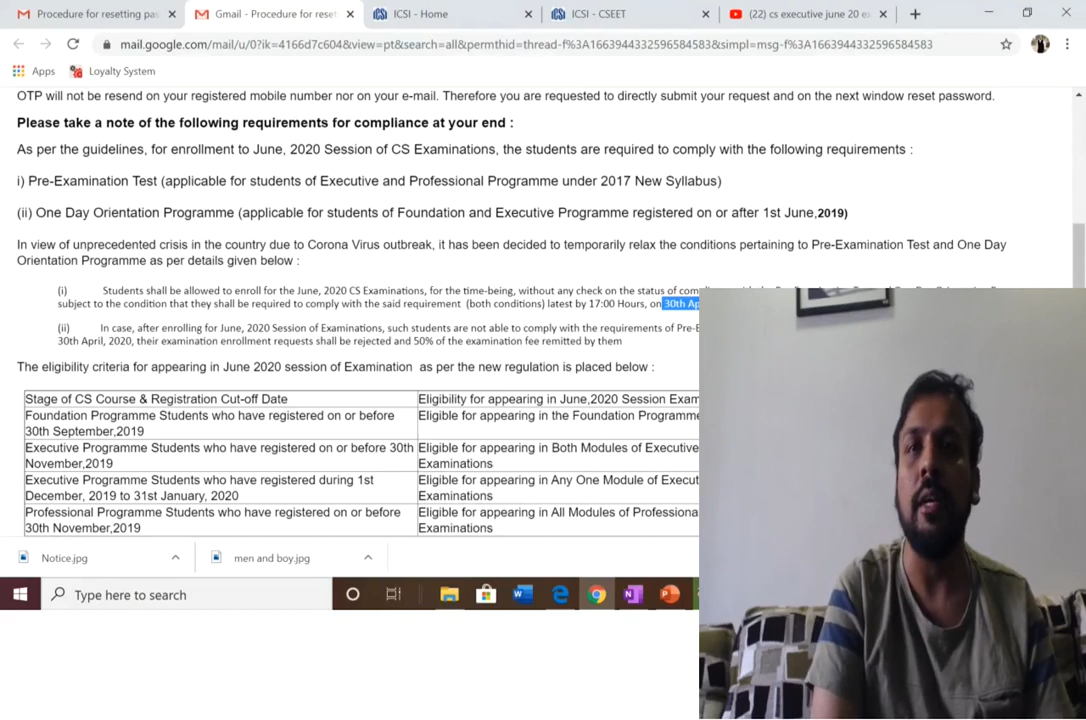 Procedure for resetting pas
Gmail - Procedure for reset
ICSI - Home
ICSI - CSEET
(22) cs executive june 20 e
mail.google.com/mail/u/0?ik=4166d7c604&view=pt&search=all&permthid=thread-f%3A1663944332596584583&simpl=msg-f%3A1663944332596584583
Apps
Loyalty System
OTP will not be resend on your registered mobile number nor on your e-mail. Therefore you are requested to directly submit your request and on the next window reset password.
Please take a note of the following requirements for compliance at your end :
As per the guidelines, for enrollment to June, 2020 Session of CS Examinations, the students are required to comply with the following requirements :
i) Pre-Examination Test (applicable for students of Executive and Professional Programme under 2017 New Syllabus)
(ii) One Day Orientation Programme (applicable for students of Foundation and Executive Programme registered on or after 1st June,2019)
In view of unprecedented crisis in the country due to Corona Virus outbreak, it has been decided to temporarily relax the conditions pertaining to Pre-Examination Test and One Day
Orientation Programme as per details given below :
(i) Students shall be allowed to enroll for the June, 2020 CS Examinations, for the time-being, without any check on the status of
subject to the condition that they shall be required to comply with the said requirement (both conditions) latest by 17:00 Hours, on 30th Ap
(ii) In case, after enrolling for June, 2020 Session of Examinations, such students are not able to comply with the requirements of Pre-E
30th April, 2020, their examination enrollment requests shall be rejected and 50% of the examination fee remitted by them
The eligibility criteria for appearing in June 2020 session of Examination as per the new regulation is placed below :
Stage of CS Course & Registration Cut-off Date
Eligibility for appearing in June,2020 Session Exam
Foundation Programme Students who have registered on or before
30th September,2019
Eligible for appearing in the Foundation Programme
Executive Programme Students who have registered on or before 30th
November,2019
Eligible for appearing in Both Modules of Executive
Examinations
Executive Programme Students who have registered during 1st
December, 2019 to 31st January, 2020
Eligible for appearing in Any One Module of Execut
Examinations
Professional Programme Students who have registered on or before
30th November,2019
Eligible for appearing in All Modules of Professiona
Examinations
Notice.jpg
men and boy.jpg
Type here to search